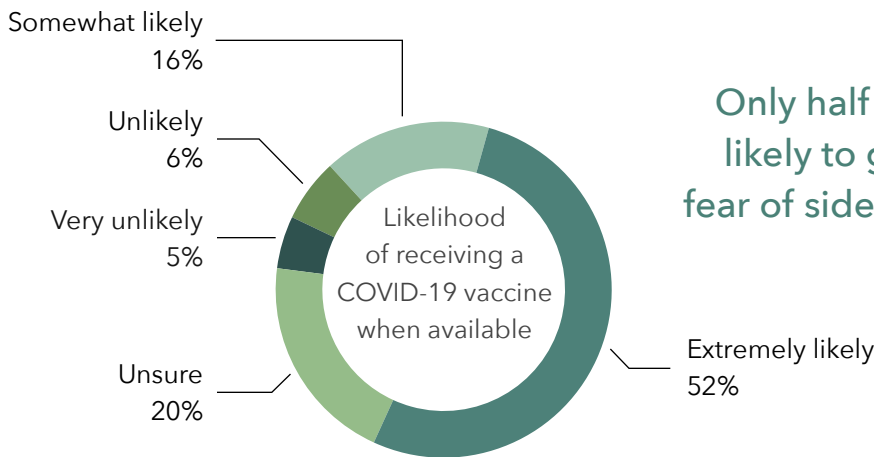 Somewhat likely
16%
Unlikely
6%
Very unlikely
5%
Unsure
20%
Likelihood
of receiving a
COVID-19 vaccine
when available
Extremely likely
52%
Only half
likely to
fear of side